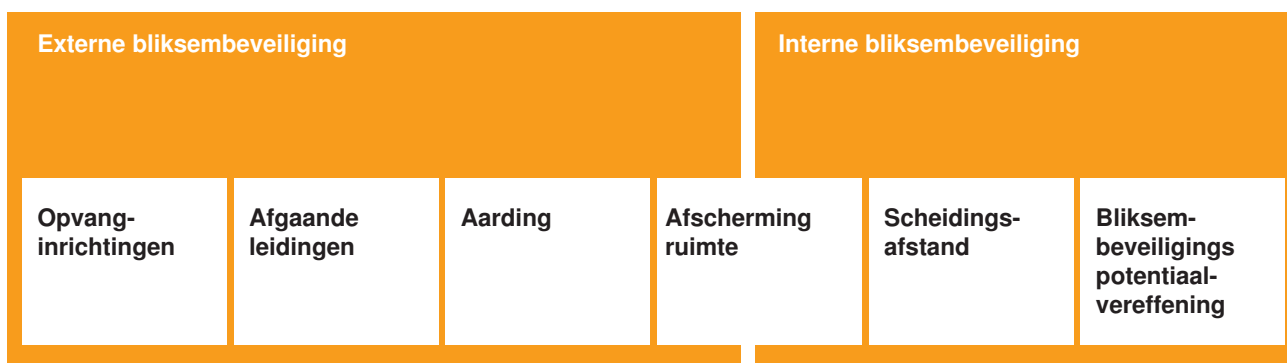 Externe bliksembeveiliging
Interne bliksembeveiliging
Opvang-
inrichtingen
Afgaande
leidingen
Aarding
Afscherming
ruimte
Scheidings-
afstand
Bliksem-
beveiligings
potentiaal-
vereffening